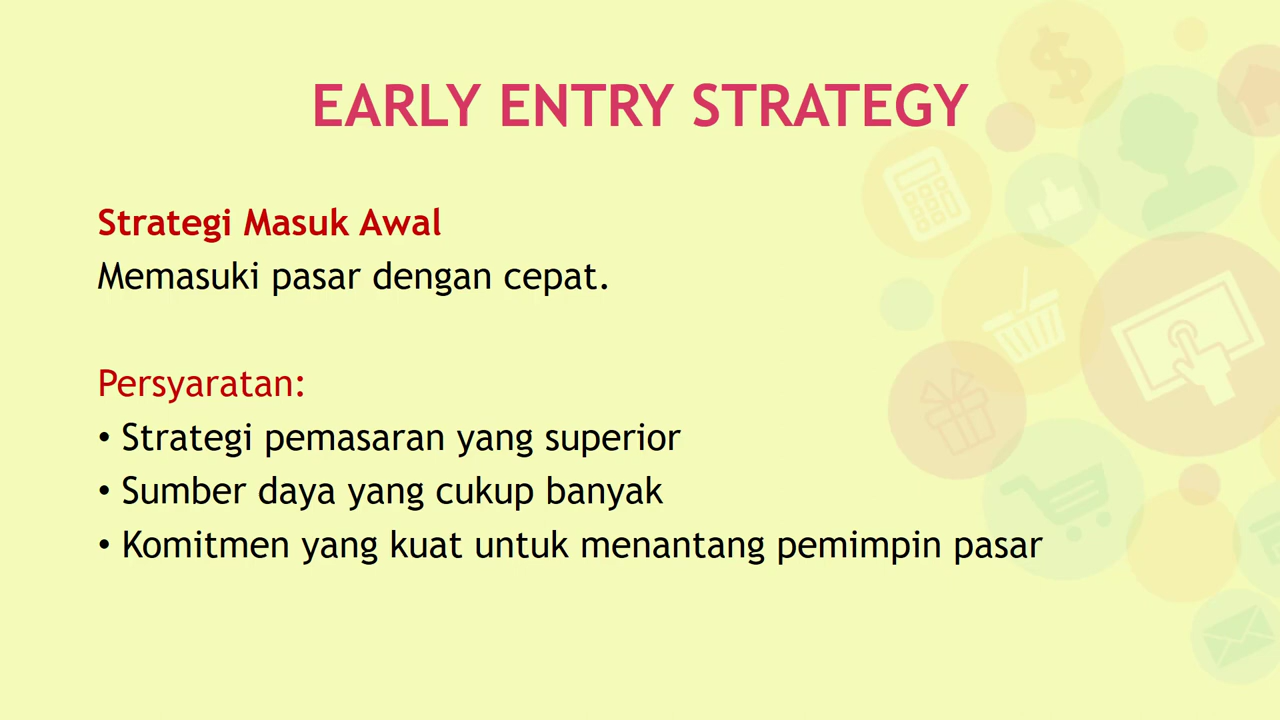 EARLY ENTRY STRATEGY
Strategi Masuk Awal
Memasuki pasar dengan cepat.
Persyaratan:
• Strategi pemasaran yang superior
• Sumber daya yang cukup banyak
• Komitmen yang kuat untuk menantang pemimpin pasar